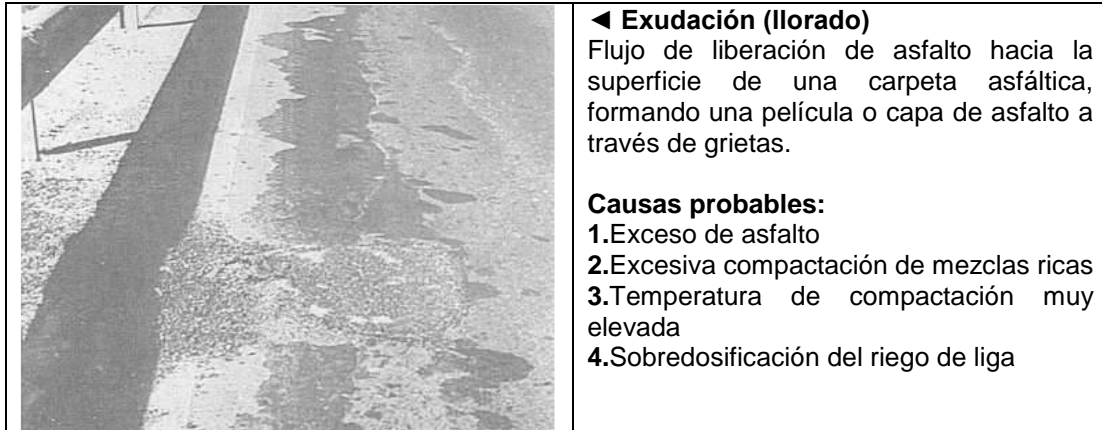 ◄ Exudación (llorado)
Flujo de liberación de asfalto hacia la
superficie de una carpeta asfáltica,
formando una película o capa de asfalto a
través de grietas.
Causas probables:
1.Exceso de asfalto
2.Excesiva compactación de mezclas ricas
3.Temperatura de compactación muy
elevada
4.Sobredosificación del riego de liga